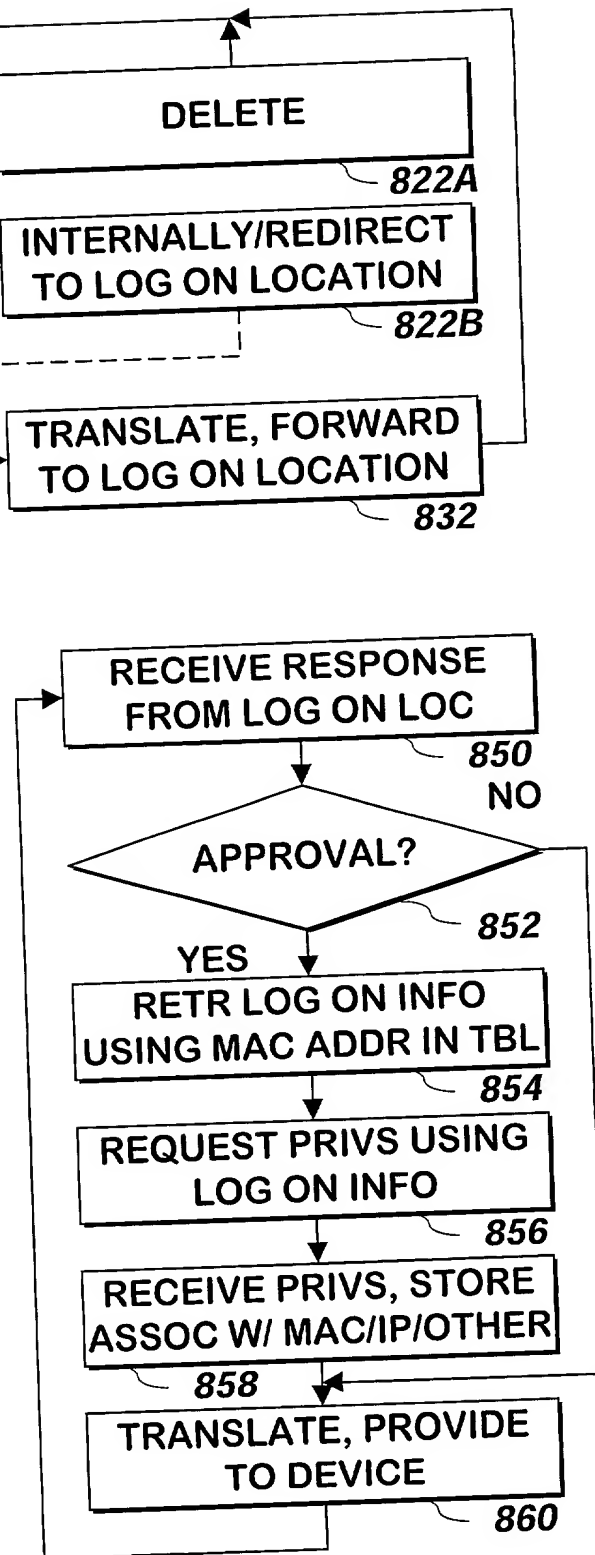 DELETE
822A
INTERNALLY/REDIRECT
TO LOG ON LOCATION
822B
TRANSLATE, FORWARD
TO LOG ON LOCATION
832
RECEIVE RESPONSE
FROM LOG ON LOC
850
NO
APPROVAL?
852
YES
RETR LOG ON INFO
USING MAC ADDR IN TBL
854
REQUEST PRIVS USING
LOG ON INFO
856
RECEIVE PRIVS, STORE
ASSOC W/ MAC/IP/OTHER
858
TRANSLATE, PROVIDE
TO DEVICE
860